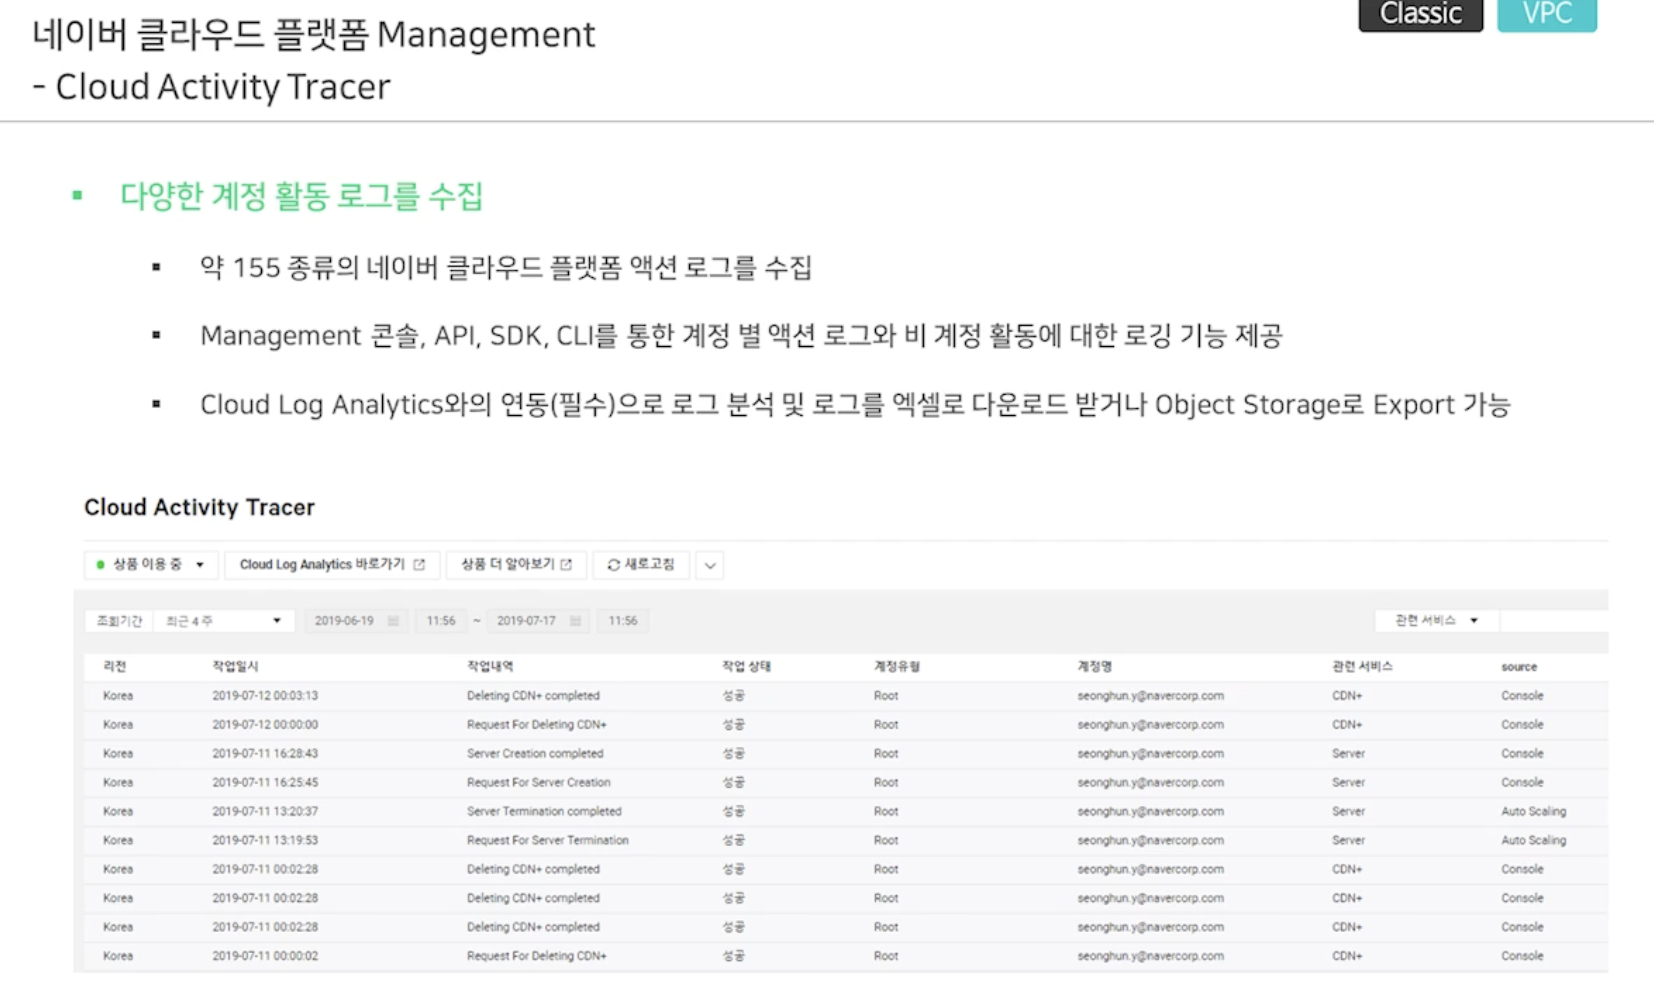 네이버 클라우드 플랫폼 Management
- Cloud Activity Tracer
Classic VPC
다양한 계정 활동 로그를 수집
약 155 종류의 네이버 클라우드 플랫폼 액션 로그를 수집
Management 콘솔, API, SDK, CLI를 통한 계정 별 액션 로그와 비 계정 활동에 대한 로깅 기능 제공
Cloud Log Analytics와의 연동(필수)으로 로그 분석 및 로그를 엑셀로 다운로드 받거나 Object Storage로 Export 가능
Cloud Activity Tracer
상품 이용 중 Cloud Log Analytics 바로가기 상품 더 알아보기 새로고침
조회기간 최근 4 주 2019-06-19 11:56 ~ 2019-07-17 11:56 관련 서비스
리전 작업일시 작업내역 작업 상태 계정유형 계정명 관련 서비스 source
Korea 2019-07-12 00:03:13 Deleting CDN+ completed 성공 Root seonghun.y@navercorp.com CDN+ Console
Korea 2019-07-12 00:00:00 Request For Deleting CDN+ 성공 Root seonghun.y@navercorp.com CDN+ Console
Korea 2019-07-11 16:28:43 Server Creation completed 성공 Root seonghun.y@navercorp.com Server Console
Korea 2019-07-11 16:25:45 Request For Server Creation 성공 Root seonghun.y@navercorp.com Server Console
Korea 2019-07-11 13:20:37 Server Termination completed 성공 Root seonghun.y@navercorp.com Server Auto Scaling
Korea 2019-07-11 13:19:53 Request For Server Termination 성공 Root seonghun.y@navercorp.com Server Auto Scaling
Korea 2019-07-11 00:02:28 Deleting CDN+ completed 성공 Root seonghun.y@navercorp.com CDN+ Console
Korea 2019-07-11 00:02:28 Deleting CDN+ completed 성공 Root seonghun.y@navercorp.com CDN+ Console
Korea 2019-07-11 00:02:28 Deleting CDN+ completed 성공 Root seonghun.y@navercorp.com CDN+ Console
Korea 2019-07-11 00:00:02 Request For Deleting CDN+ 성공 Root seonghun.y@navercorp.com CDN+ Console